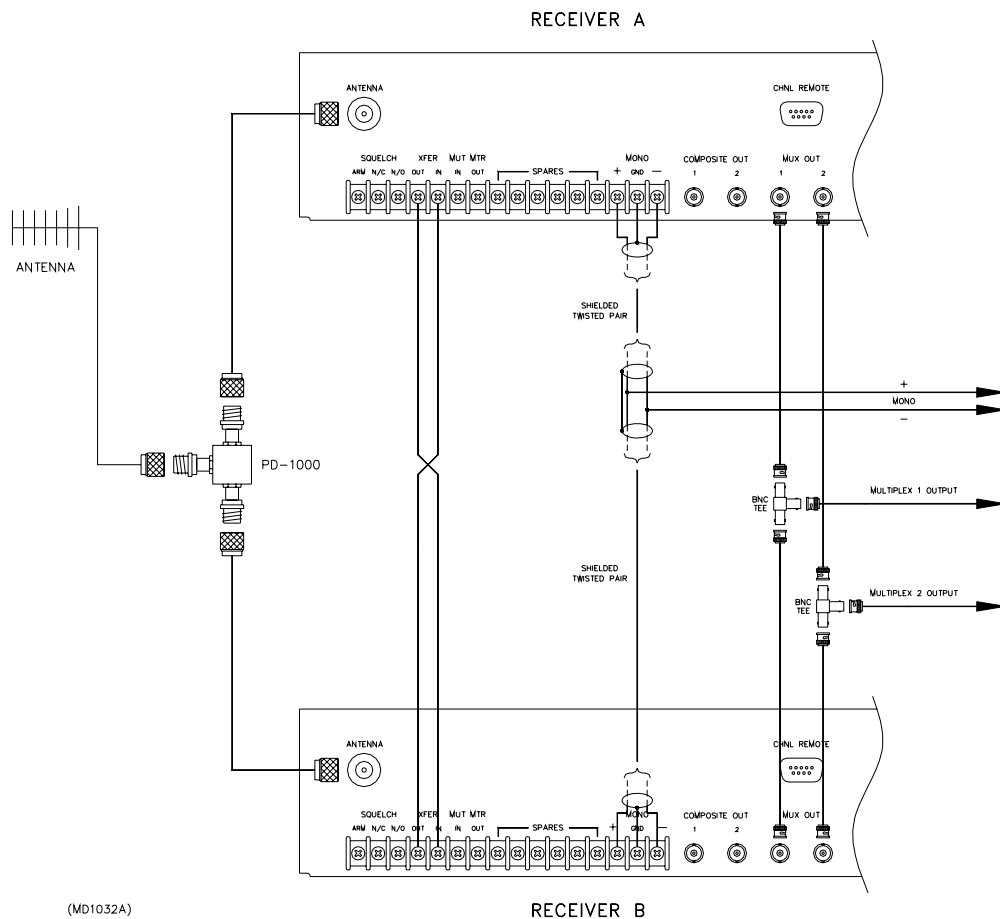 RECEIVER A
ANTENNA
CHNL REMOTE
SQUELCH XFER MUT MTR MONO COMPOSITE OUT MUX OUT
ARM N/C N/O OUT IN IN OUT SPARES + GND − 1 2 1 2
ANTENNA
SHIELDED
TWISTED PAIR
+
MONO
−
PD-1000
BNC
TEE
MULTIPLEX 1 OUTPUT
SHIELDED
TWISTED PAIR
BNC
TEE
MULTIPLEX 2 OUTPUT
ANTENNA
CHNL REMOTE
SQUELCH XFER MUT MTR MONO COMPOSITE OUT MUX OUT
ARM N/C N/O OUT IN IN OUT SPARES + GND − 1 2 1 2
(MD1032A)
RECEIVER B